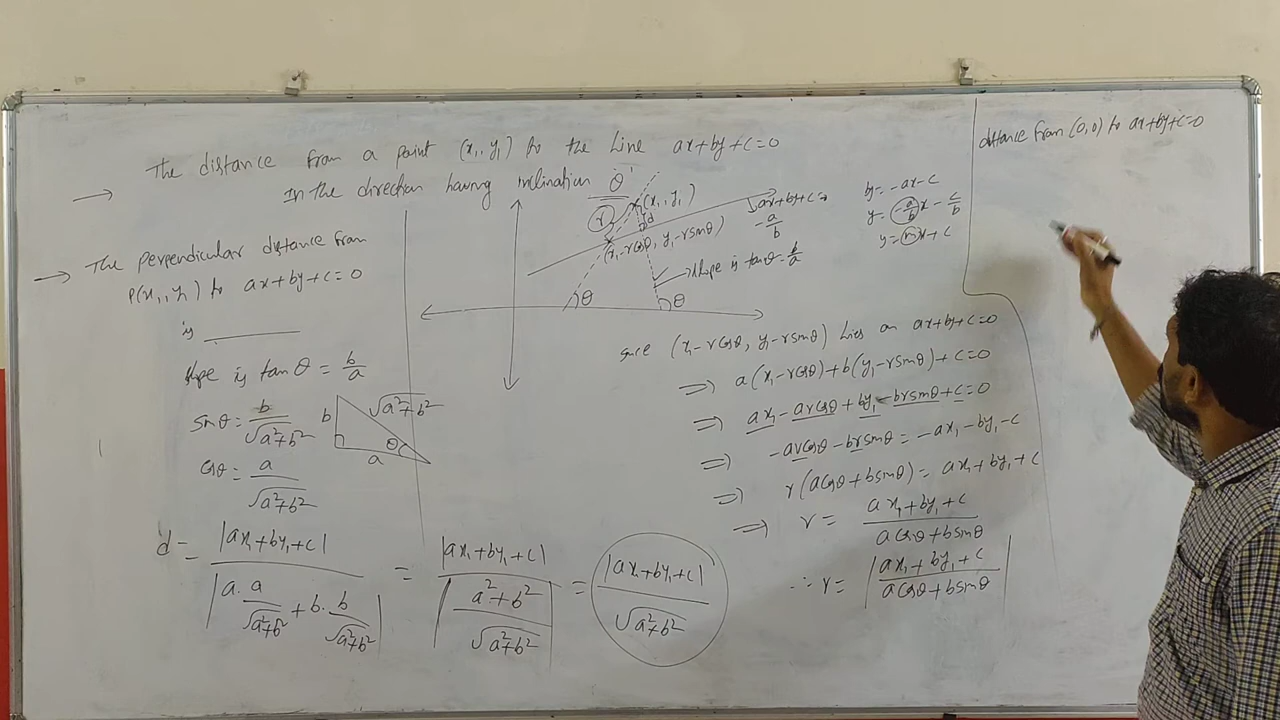 → The distance from a point (x₁, y₁) to the line ax+by+c=0
In the direction having inclination 'θ'
→ The perpendicular distance from
P(x₁, y₁) to ax+by+c=0
is ______
slope is tanθ = b/a
sinθ = b/√(a²+b²)
cosθ = a/√(a²+b²)
b √(a²+b²)
θ
a
d = |ax₁+by₁+c| / |a·a/√(a²+b²) + b·b/√(a²+b²)| = |ax₁+by₁+c| / |(a²+b²)/√(a²+b²)| = |ax₁+by₁+c| / √(a²+b²)
r (x₁, y₁)
d
ax+by+c=
-a/b
(x₁-rcosθ, y₁-rsinθ)
slope is tanθ = b/a
θ θ
by = -ax-c
y = -a/b x - c/b
y = mx+c
since (x₁-rcosθ, y₁-rsinθ) lies on ax+by+c=0
⇒ a(x₁-rcosθ)+b(y₁-rsinθ)+c=0
⇒ ax₁-arcosθ+by₁-brsinθ+c=0
⇒ -arcosθ-brsinθ = -ax₁-by₁-c
⇒ r(acosθ+bsinθ) = ax₁+by₁+c
⇒ r = (ax₁+by₁+c)/(acosθ+bsinθ)
∴ r = |(ax₁+by₁+c)/(acosθ+bsinθ)|
distance from (0,0) to ax+by+c=0